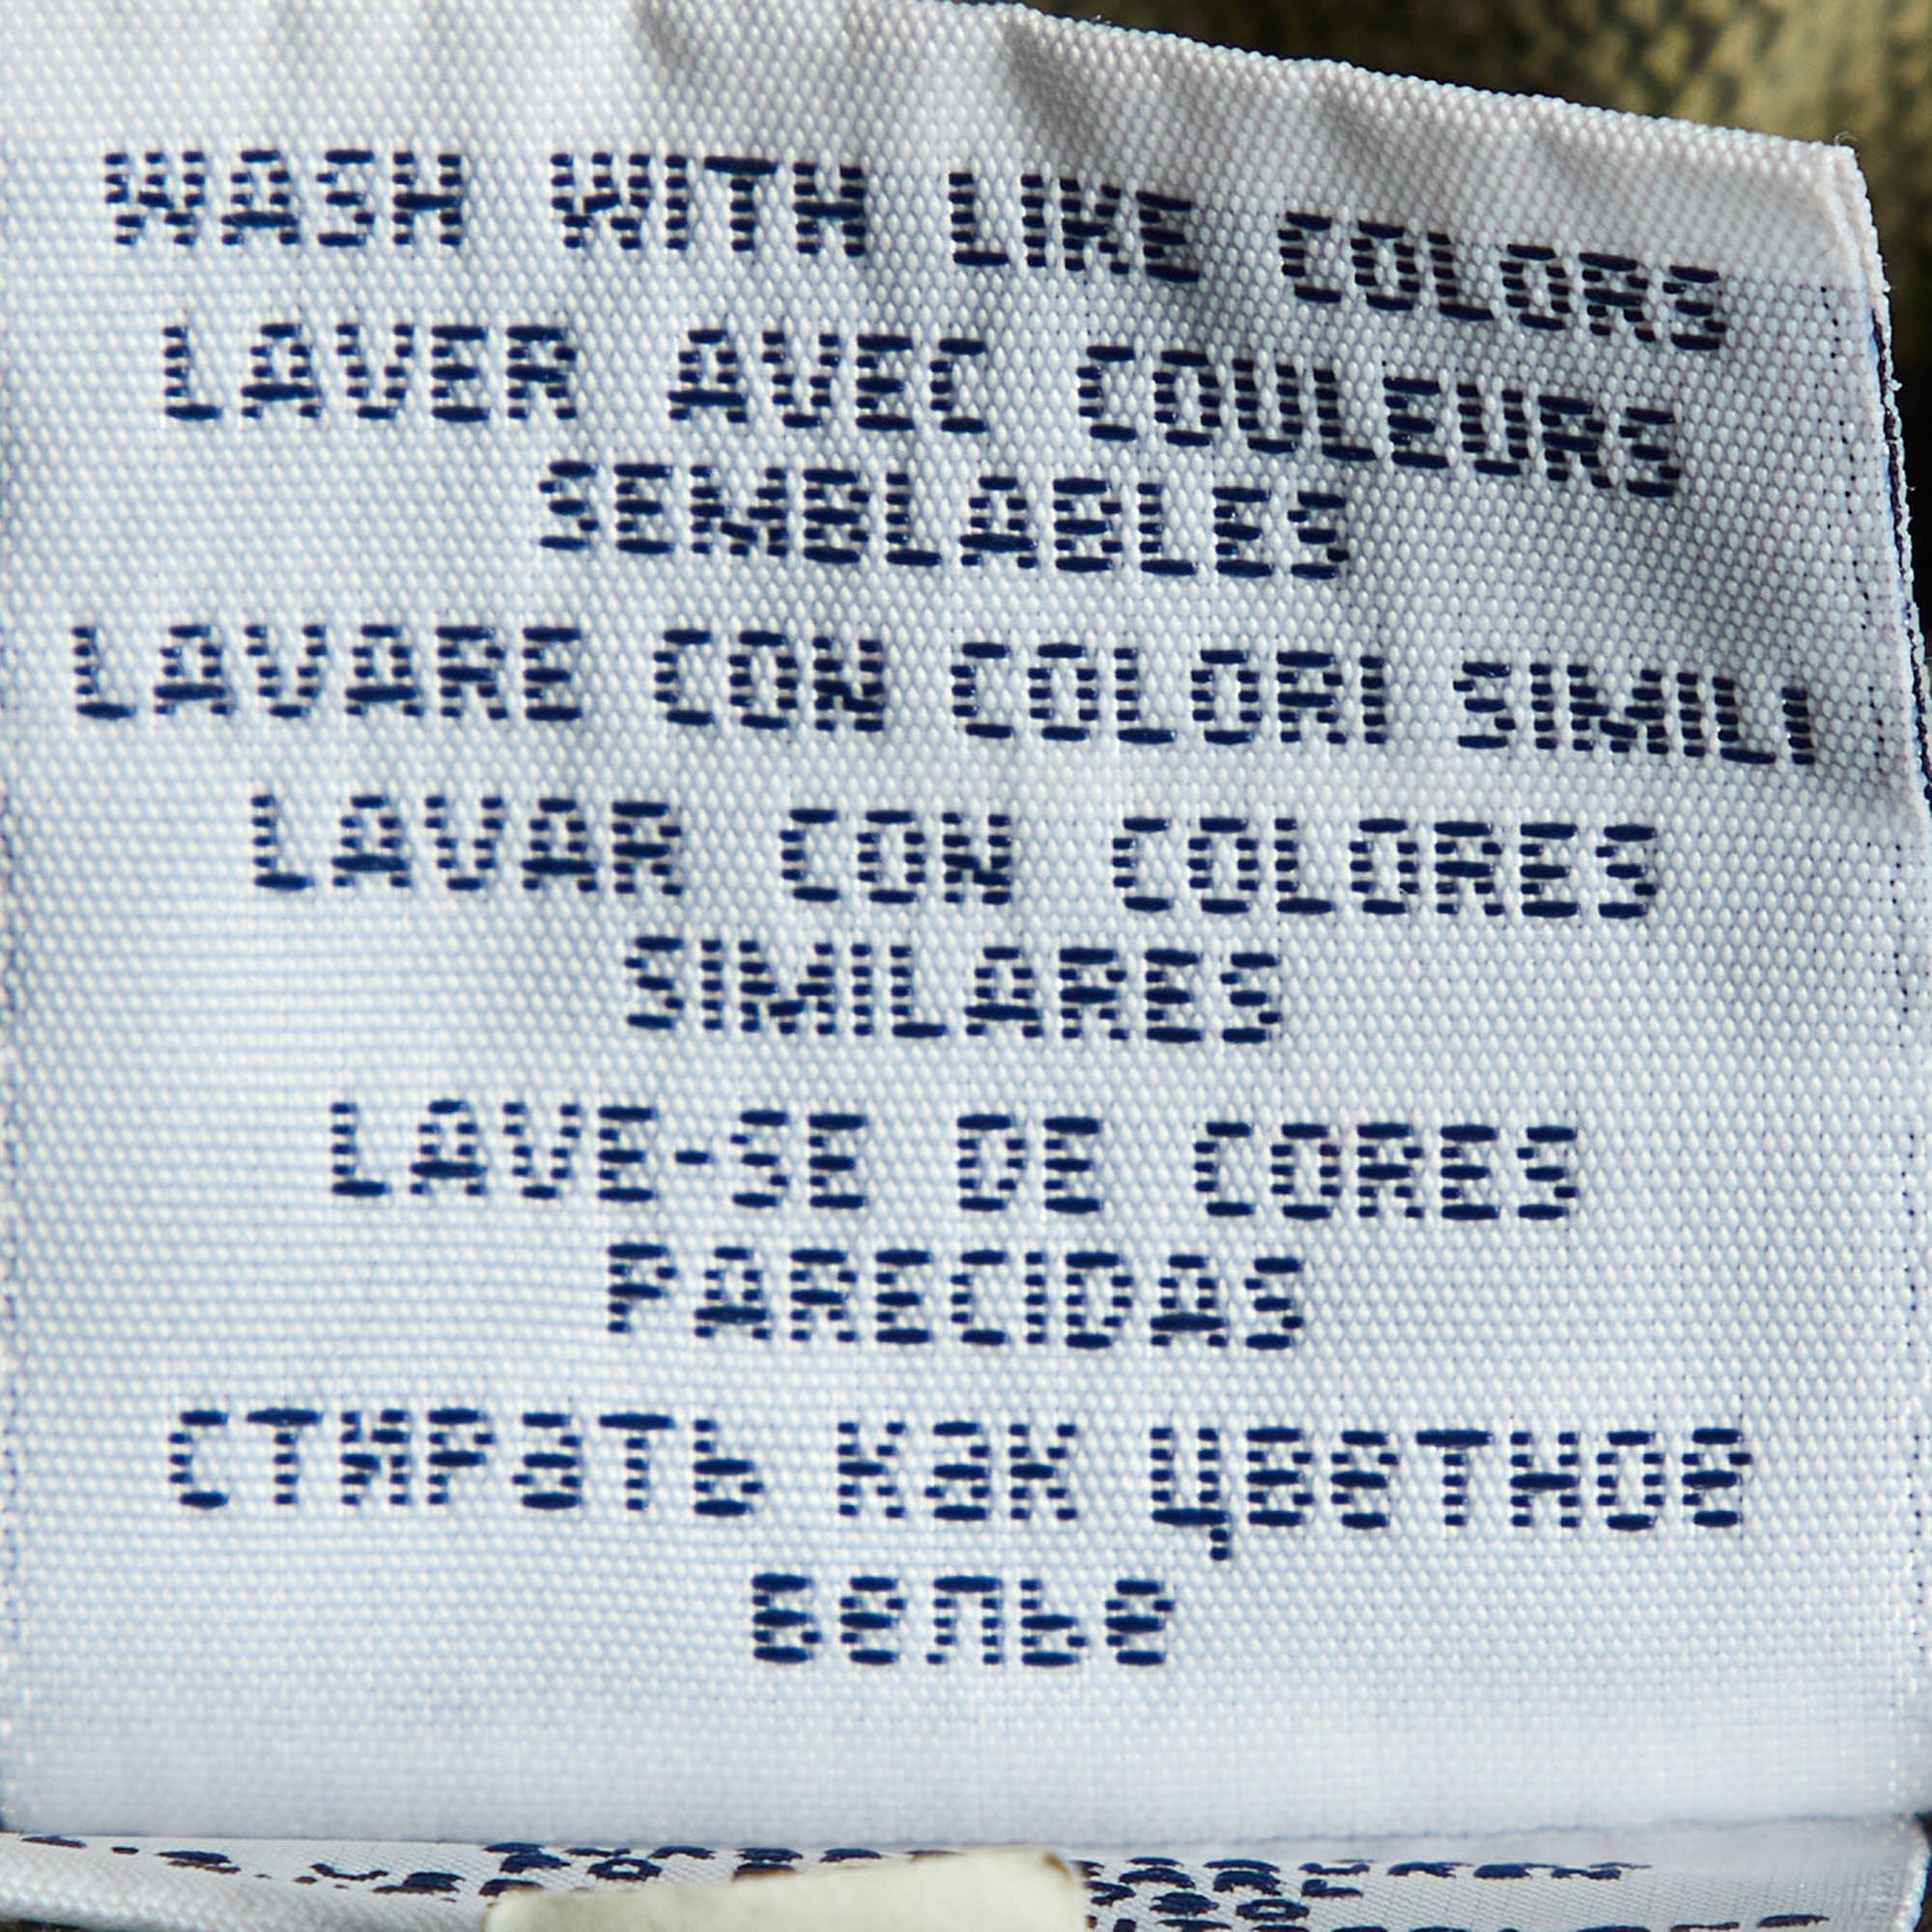 WASH WITH LIKE COLORS
LAVER AVEC COULEURS
SEMBLABLES
LAVARE CON COLORI SIMILI
LAVAR CON COLORES
SIMILARES
LAVE-SE DE CORES
PARECIDAS
Стирать как цветное
белье